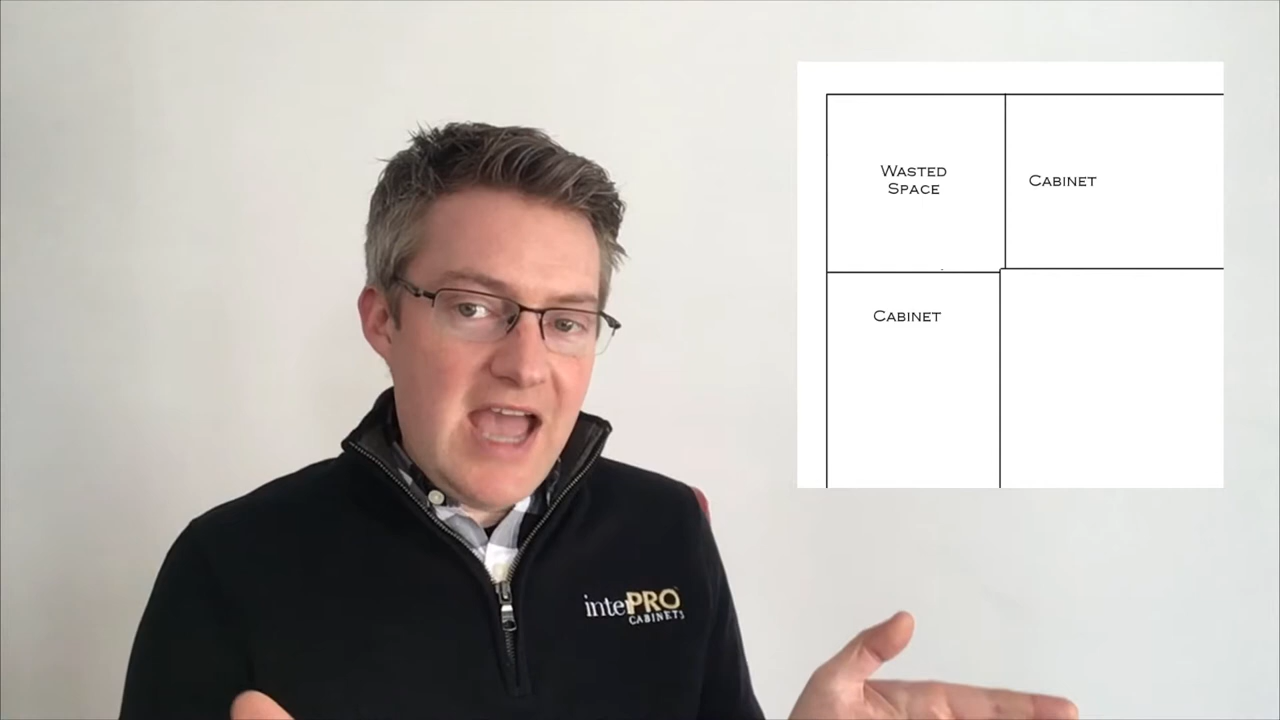 WASTED
SPACE
CABINET
CABINET
interPRO
CABINETS